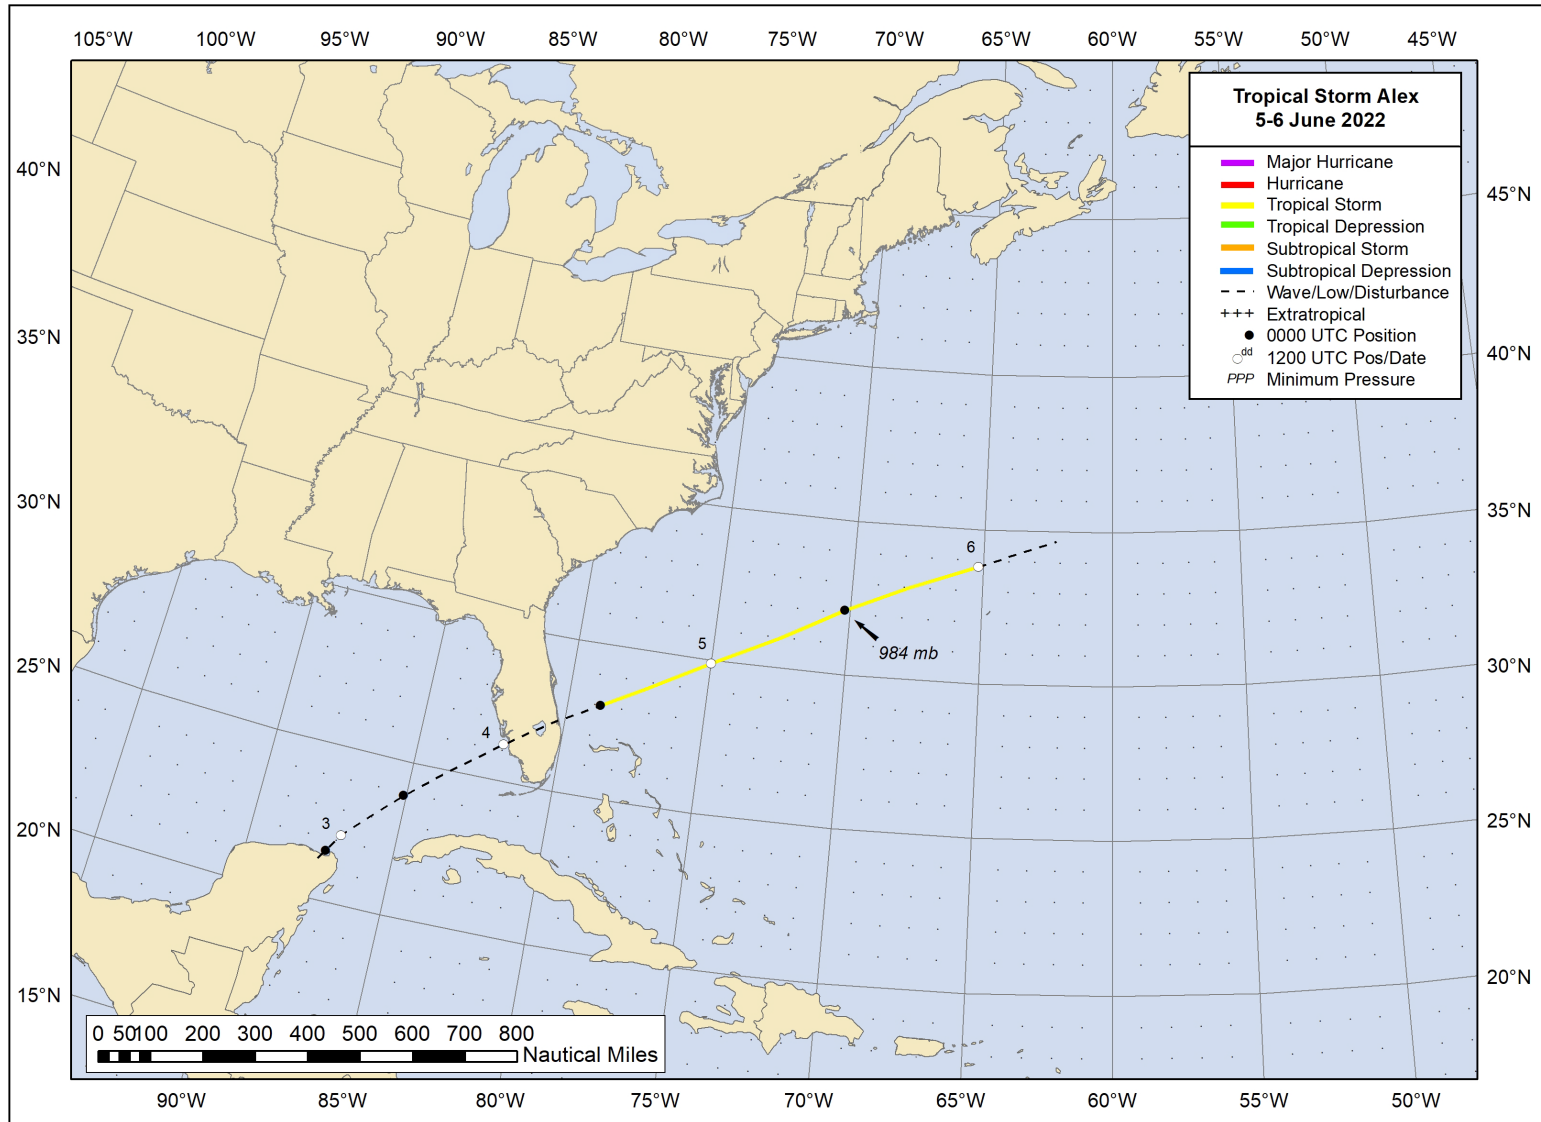 105°W 100°W 95°W 90°W 85°W 80°W 75°W 70°W 65°W 60°W 55°W 50°W 45°W
Tropical Storm Alex
5-6 June 2022
Major Hurricane
Hurricane
Tropical Storm
Tropical Depression
Subtropical Storm
Subtropical Depression
Wave/Low/Disturbance
+++ Extratropical
0000 UTC Position
dd 1200 UTC Pos/Date
PPP Minimum Pressure
40°N
35°N
30°N
25°N
20°N
15°N
45°N
40°N
35°N
30°N
25°N
20°N
6
5
984 mb
4
3
0 50 100 200 300 400 500 600 700 800
Nautical Miles
90°W 85°W 80°W 75°W 70°W 65°W 60°W 55°W 50°W